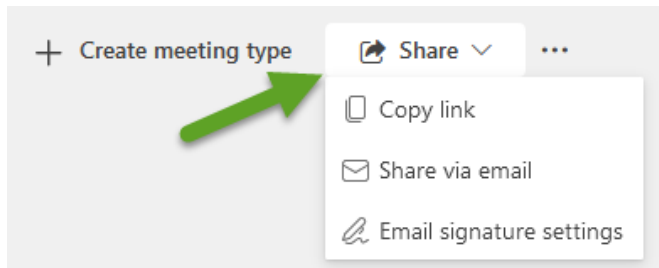 Create meeting type Share ...
Copy link
Share via email
Email signature settings